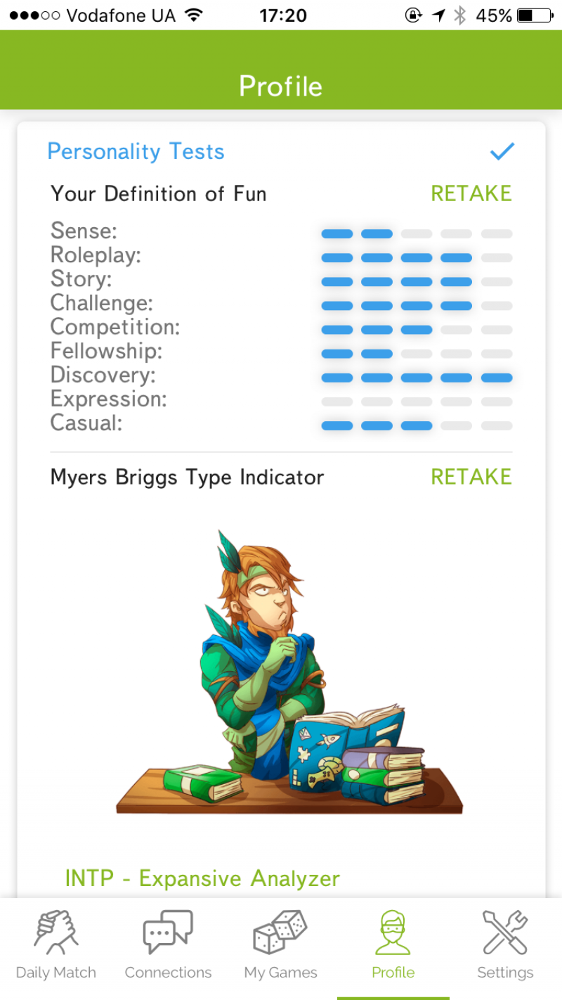 Vodafone UA 17:20 45%
Profile
Personality Tests
Your Definition of Fun RETAKE
Sense:
Roleplay:
Story:
Challenge:
Competition:
Fellowship:
Discovery:
Expression:
Casual:
Myers Briggs Type Indicator RETAKE
INTP - Expansive Analyzer
Daily Match Connections My Games Profile Settings